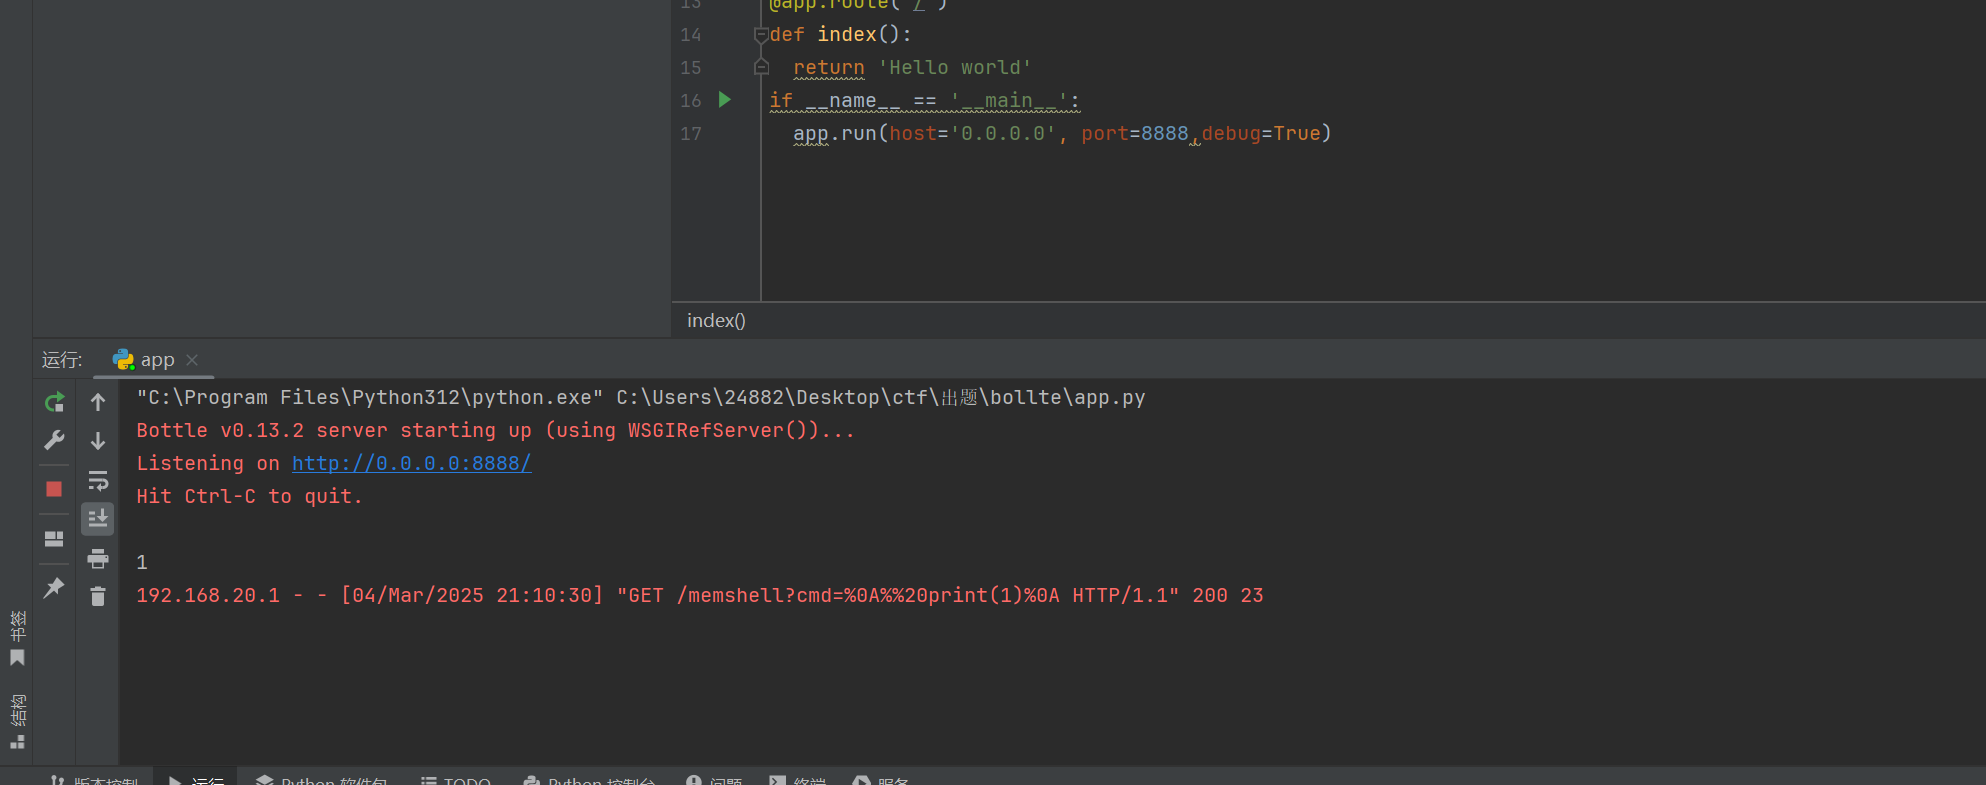 13 @app.route('/')
14 def index():
15 return 'Hello world'
16 if __name__ == '__main__':
17 app.run(host='0.0.0.0', port=8888,debug=True)
index()
运行: app
"C:\Program Files\Python312\python.exe" C:\Users\24882\Desktop\ctf\出题\bollte\app.py
Bottle v0.13.2 server starting up (using WSGIRefServer())...
Listening on http://0.0.0.0:8888/
Hit Ctrl-C to quit.
1
192.168.20.1 - - [04/Mar/2025 21:10:30] "GET /memshell?cmd=%0A%%20print(1)%0A HTTP/1.1" 200 23
书签
结构
版本控制 运行 Python 软件包 TODO Python 控制台 问题 终端 服务